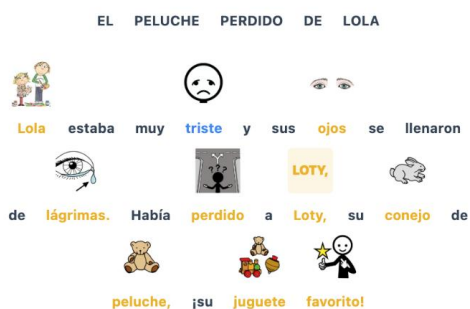 EL PELUCHE PERDIDO DE LOLA
Lola estaba muy triste y sus ojos se llenaron
LOTY,
de lágrimas. Había perdido a Loty, su conejo de
peluche, ¡su juguete favorito!